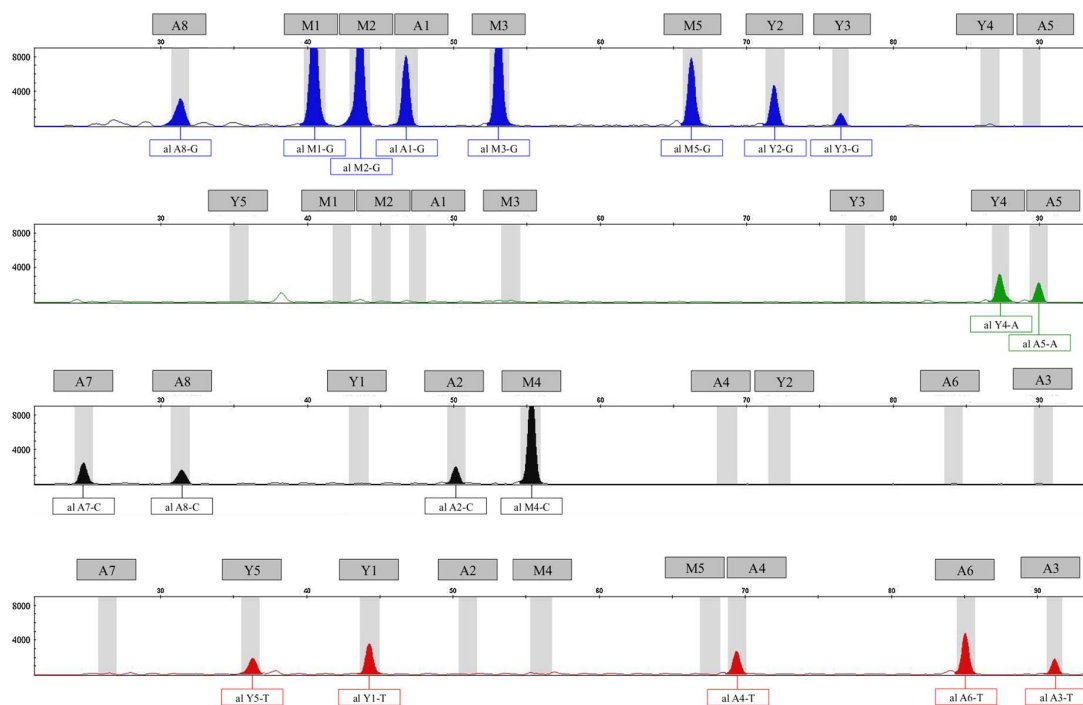 A8 M1 M2 A1 M3 M5 Y2 Y3 Y4 A5
30 40 50 60 70 80 90
8000
4000
al A8-G al M1-G al A1-G al M3-G al M5-G al Y2-G al Y3-G
al M2-G
Y5 M1 M2 A1 M3 Y3 Y4 A5
30 40 50 60 70 80 90
8000
4000
al Y4-A
al A5-A
A7 A8 Y1 A2 M4 A4 Y2 A6 A3
30 40 50 60 70 80 90
8000
4000
al A7-C al A8-C al A2-C al M4-C
A7 Y5 Y1 A2 M4 M5 A4 A6 A3
30 40 50 60 70 80 90
8000
4000
al Y5-T al Y1-T al A4-T al A6-T al A3-T